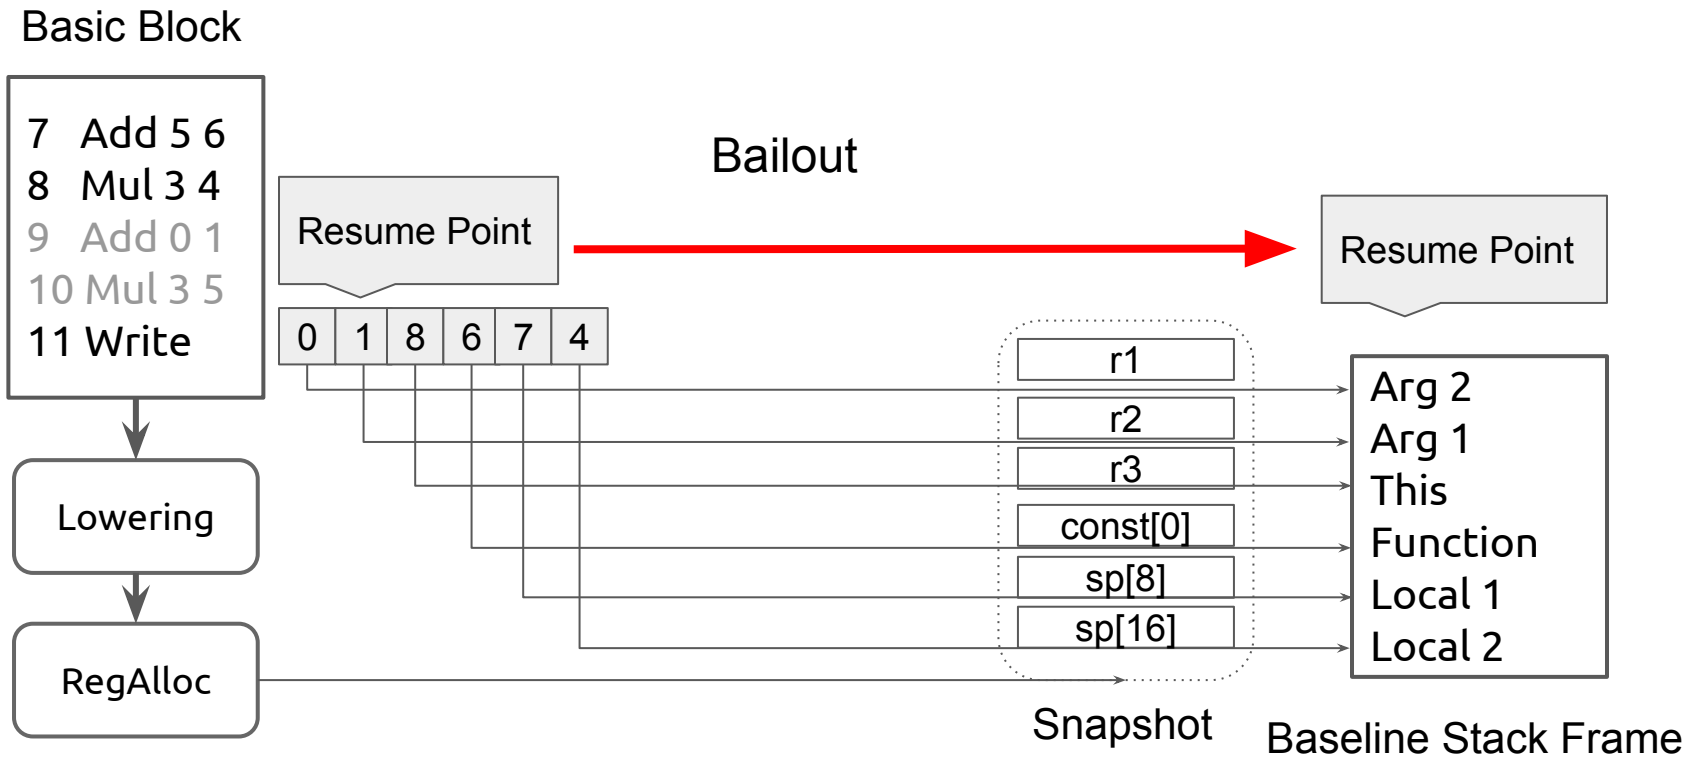 Basic Block
7 Add 5 6
8 Mul 3 4
9 Add 0 1
10 Mul 3 5
11 Write
Lowering
RegAlloc
Resume Point
0 1 8 6 7 4
Bailout
r1
r2
r3
const[0]
sp[8]
sp[16]
Snapshot
Resume Point
Arg 2
Arg 1
This
Function
Local 1
Local 2
Baseline Stack Frame